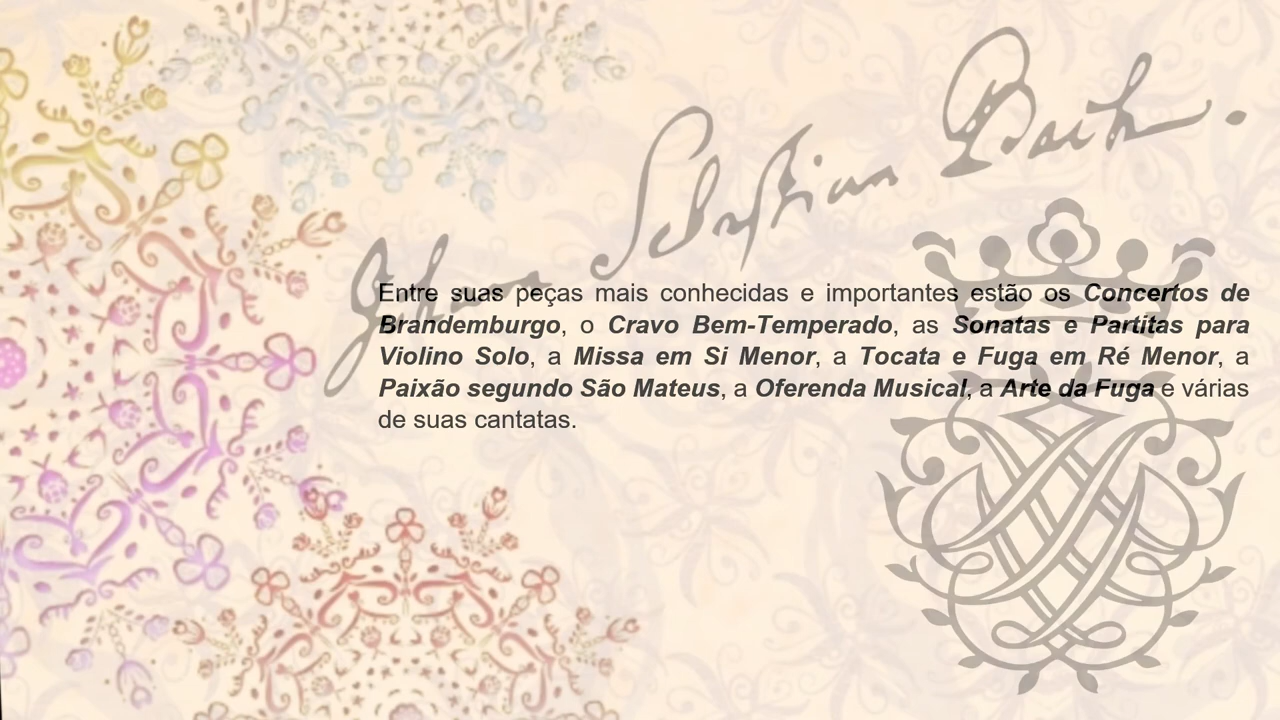 Johann Sebastian Bach.
Entre suas peças mais conhecidas e importantes estão os Concertos de
Brandemburgo, o Cravo Bem-Temperado, as Sonatas e Partitas para
Violino Solo, a Missa em Si Menor, a Tocata e Fuga em Ré Menor, a
Paixão segundo São Mateus, a Oferenda Musical, a Arte da Fuga e várias
de suas cantatas.